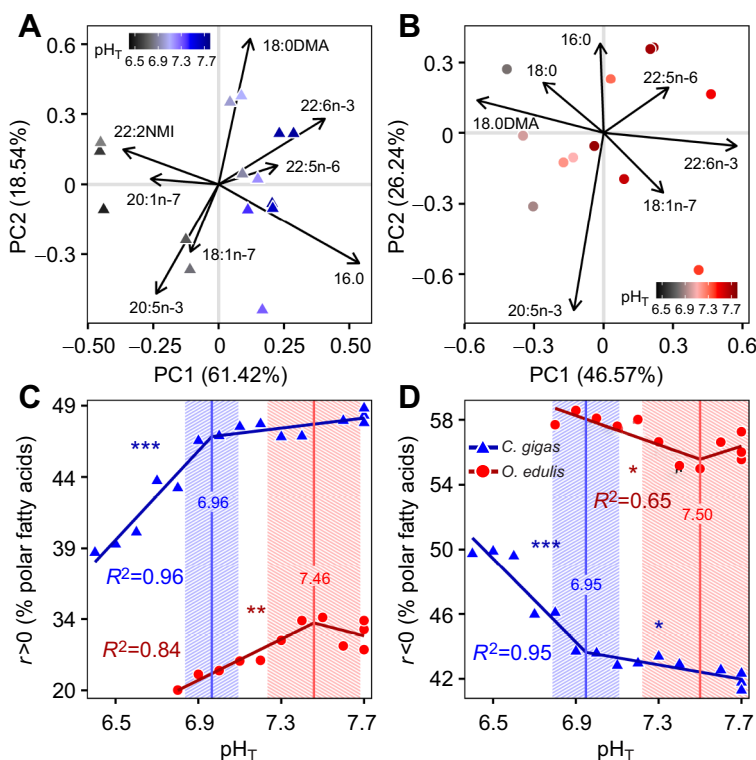 A
pH_T
6.5 6.9 7.3 7.7
18:0DMA
22:6n-3
22:2NMI
22:5n-6
20:1n-7
18:1n-7
16.0
20:5n-3
0.6
0.3
0
−0.3
PC2 (18.54%)
−0.50 −0.25 0 0.25 0.50
PC1 (61.42%)
B
16:0
18:0
22:5n-6
18.0DMA
22:6n-3
18:1n-7
20:5n-3
pH_T
6.5 6.9 7.3 7.7
0.3
0
−0.3
−0.6
PC2 (26.24%)
−0.6 −0.3 0 0.3 0.6
PC1 (46.57%)
C
***
6.96
R²=0.96
7.46
**
R²=0.84
49
44
39
34
20
r>0 (% polar fatty acids)
6.5 6.9 7.3 7.7
pH_T
D
C. gigas
O. edulis
* *
R²=0.65
7.50
***
6.95
*
R²=0.95
58
54
50
46
42
r<0 (% polar fatty acids)
6.5 6.9 7.3 7.7
pH_T